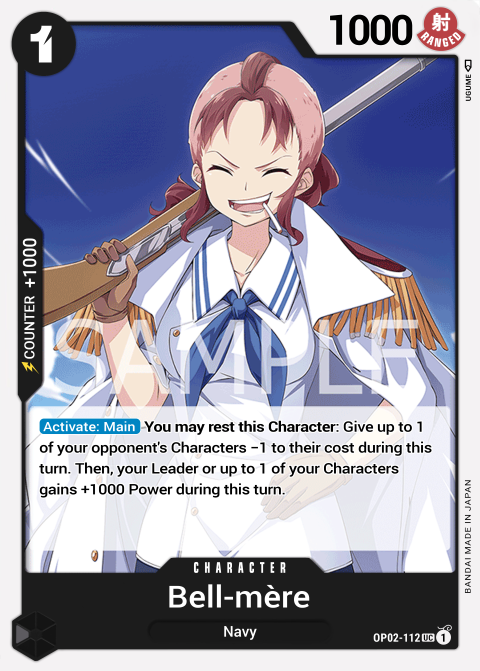 1
1000
射
RANGED
UGUME
COUNTER +1000
SAMPLE
Activate: Main You may rest this Character: Give up to 1
of your opponent's Characters −1 to their cost during this
turn. Then, your Leader or up to 1 of your Characters
gains +1000 Power during this turn.
BANDAI MADE IN JAPAN
CHARACTER
Bell-mère
Navy
OP02-112 UC 1